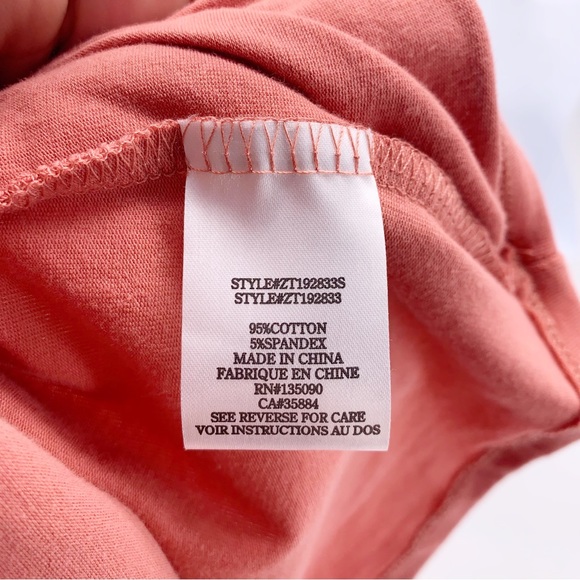 STYLE#ZT192833S
STYLE#ZT192833
95%COTTON
5%SPANDEX
MADE IN CHINA
FABRIQUE EN CHINE
RN#135090
CA#35884
SEE REVERSE FOR CARE
VOIR INSTRUCTIONS AU DOS